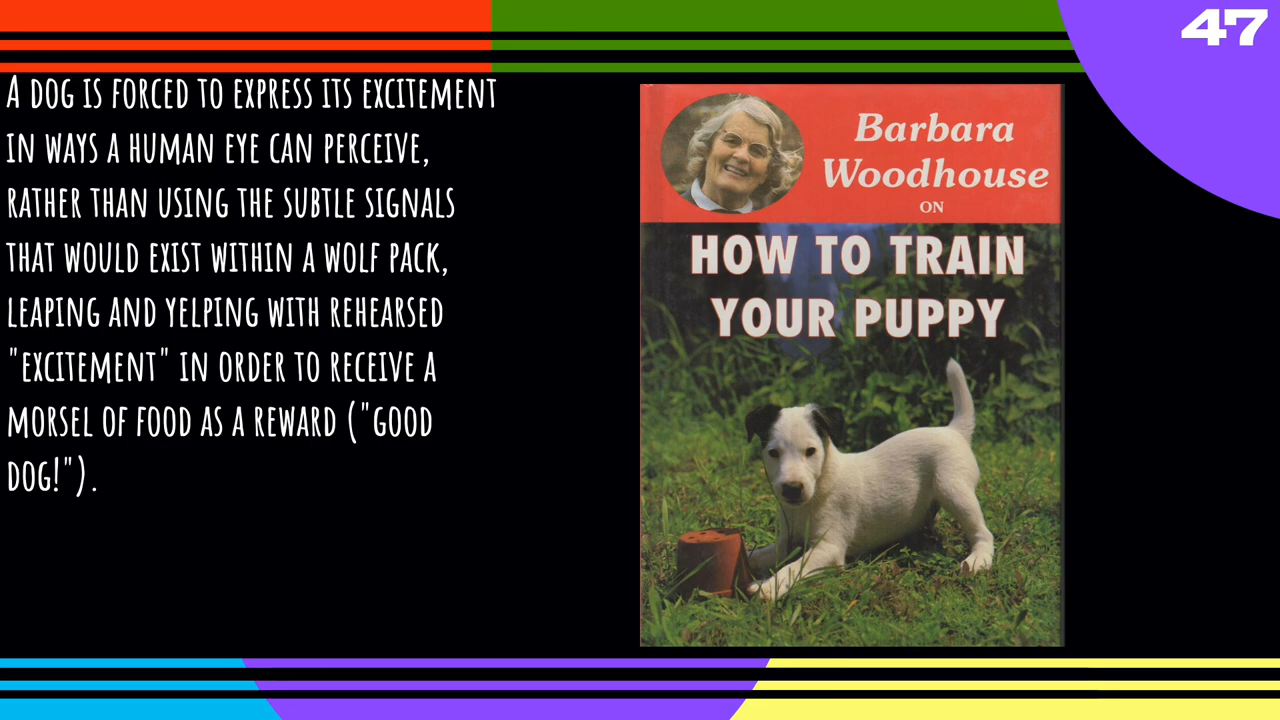 47
A DOG IS FORCED TO EXPRESS ITS EXCITEMENT
IN WAYS A HUMAN EYE CAN PERCEIVE,
RATHER THAN USING THE SUBTLE SIGNALS
THAT WOULD EXIST WITHIN A WOLF PACK,
LEAPING AND YELPING WITH REHEARSED
"EXCITEMENT" IN ORDER TO RECEIVE A
MORSEL OF FOOD AS A REWARD ("GOOD
DOG!").
Barbara
Woodhouse
ON
HOW TO TRAIN
YOUR PUPPY